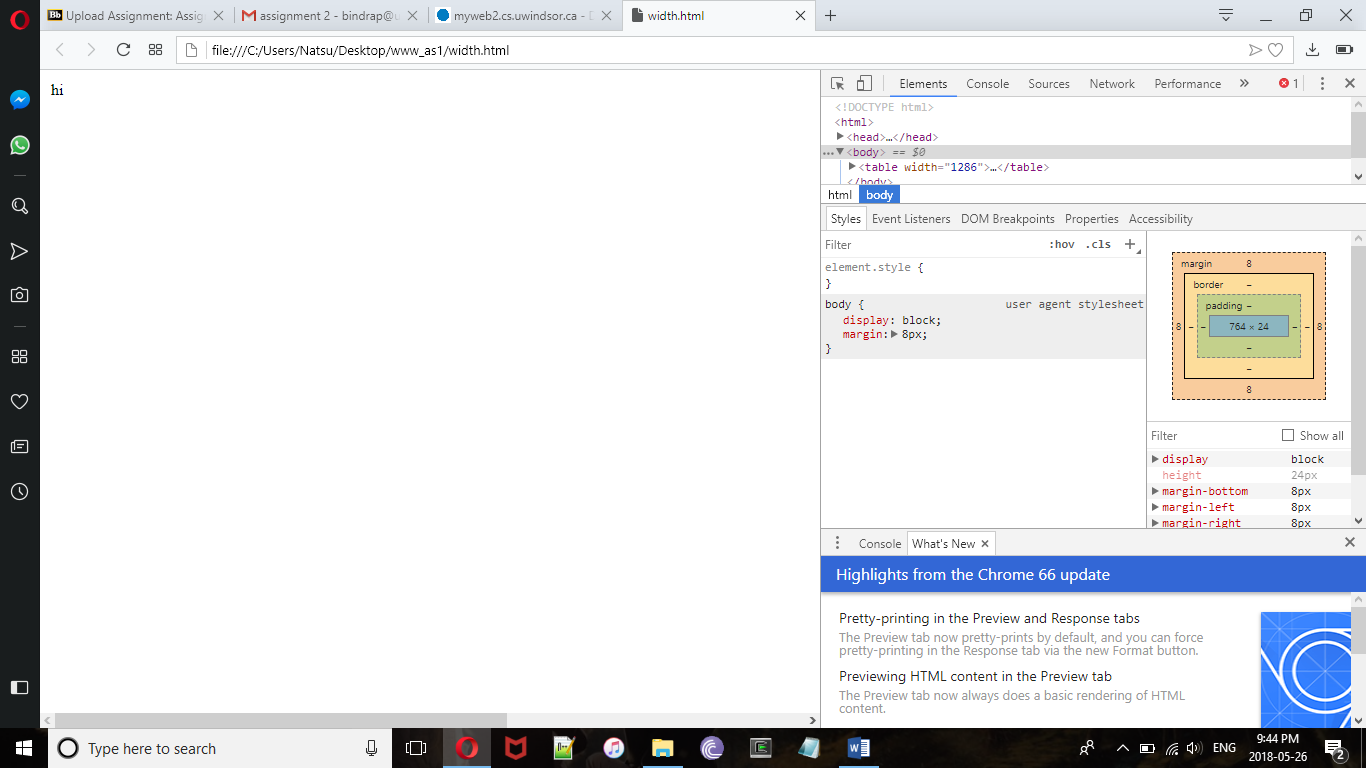 Bb Upload Assignment: Assig
assignment 2 - bindrap@u
myweb2.cs.uwindsor.ca - D
width.html
file:///C:/Users/Natsu/Desktop/www_as1/width.html
hi
Elements Console Sources Network Performance » 1
<!DOCTYPE html>
<html>
<head>…</head>
…<body> == $0
<table width="1286">…</table>
</body>
html body
Styles Event Listeners DOM Breakpoints Properties Accessibility
Filter :hov .cls +
element.style {
}
body { user agent stylesheet
display: block;
margin: 8px;
}
margin 8
border –
padding –
8 – – 764 × 24 – – 8
–
–
8
Filter Show all
display block
height 24px
margin-bottom 8px
margin-left 8px
margin-right 8px
Console What's New
Highlights from the Chrome 66 update
Pretty-printing in the Preview and Response tabs
The Preview tab now pretty-prints by default, and you can force
pretty-printing in the Response tab via the new Format button.
Previewing HTML content in the Preview tab
The Preview tab now always does a basic rendering of HTML
content.
Type here to search
ENG
9:44 PM
2018-05-26
2